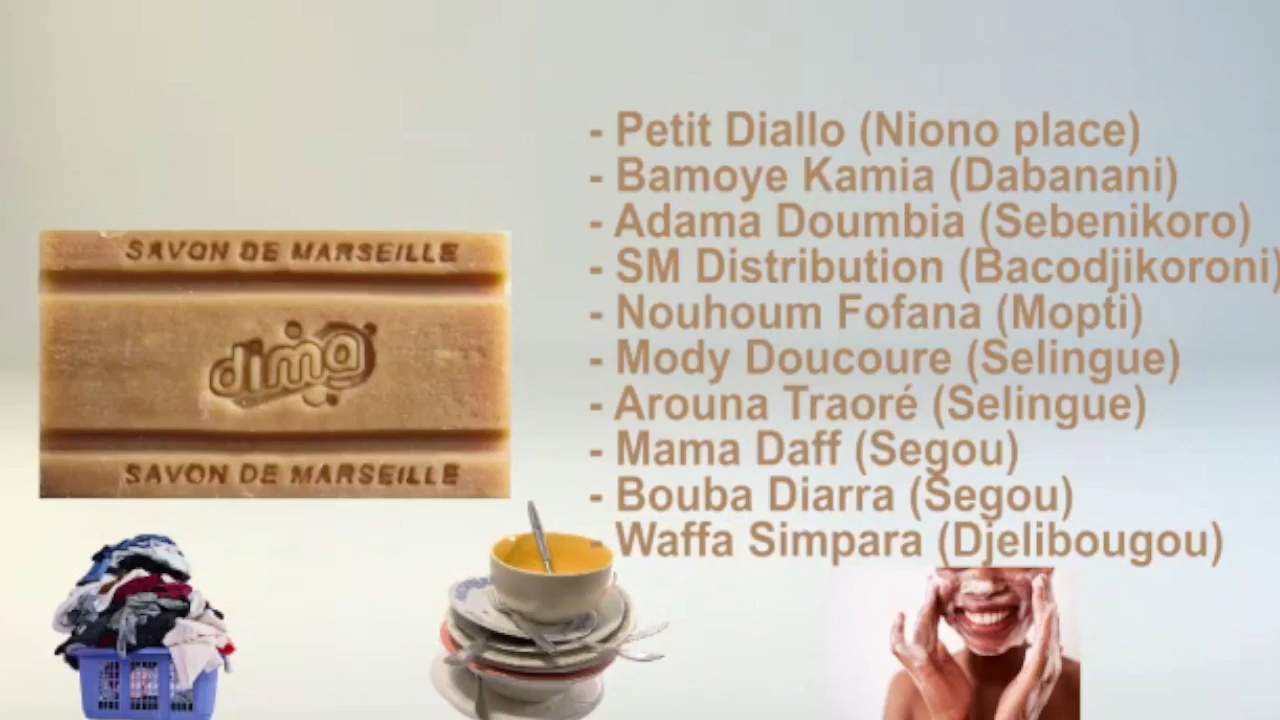 - Petit Diallo (Niono place)
- Bamoye Kamia (Dabanani)
- Adama Doumbia (Sebenikoro)
- SM Distribution (Bacodjikoroni)
- Nouhoum Fofana (Mopti)
- Mody Doucoure (Selingue)
- Arouna Traoré (Selingue)
- Mama Daff (Segou)
- Bouba Diarra (Segou)
- Waffa Simpara (Djelibougou)
SAVON DE MARSEILLE
dima
SAVON DE MARSEILLE